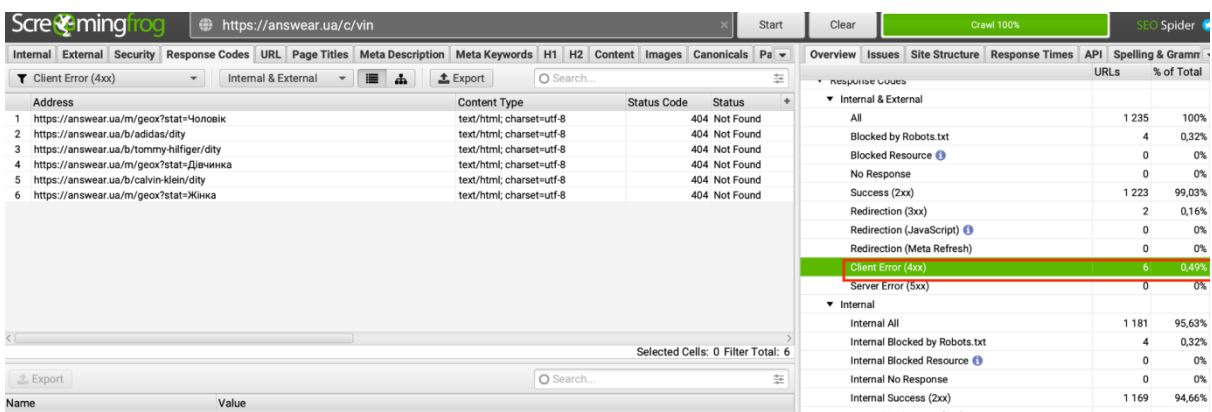 Screamingfrog https://answear.ua/c/vin × Start Clear Crawl 100% SEO Spider
Internal External Security Response Codes URL Page Titles Meta Description Meta Keywords H1 H2 Content Images Canonicals Pa
Overview Issues Site Structure Response Times API Spelling & Gramm
Client Error (4xx) Internal & External Export Search...
URLs % of Total
Response Codes
Address Content Type Status Code Status +
1 https://answear.ua/m/geox?stat=Чоловік text/html; charset=utf-8 404 Not Found
2 https://answear.ua/b/adidas/dity text/html; charset=utf-8 404 Not Found
3 https://answear.ua/b/tommy-hilfiger/dity text/html; charset=utf-8 404 Not Found
4 https://answear.ua/m/geox?stat=Дівчинка text/html; charset=utf-8 404 Not Found
5 https://answear.ua/b/calvin-klein/dity text/html; charset=utf-8 404 Not Found
6 https://answear.ua/m/geox?stat=Жінка text/html; charset=utf-8 404 Not Found
Selected Cells: 0 Filter Total: 6
Export Search...
Name Value
Internal & External
All 1 235 100%
Blocked by Robots.txt 4 0,32%
Blocked Resource 0 0%
No Response 0 0%
Success (2xx) 1 223 99,03%
Redirection (3xx) 2 0,16%
Redirection (JavaScript) 0 0%
Redirection (Meta Refresh) 0 0%
Client Error (4xx) 6 0,49%
Server Error (5xx) 0 0%
Internal
Internal All 1 181 95,63%
Internal Blocked by Robots.txt 4 0,32%
Internal Blocked Resource 0 0%
Internal No Response 0 0%
Internal Success (2xx) 1 169 94,66%